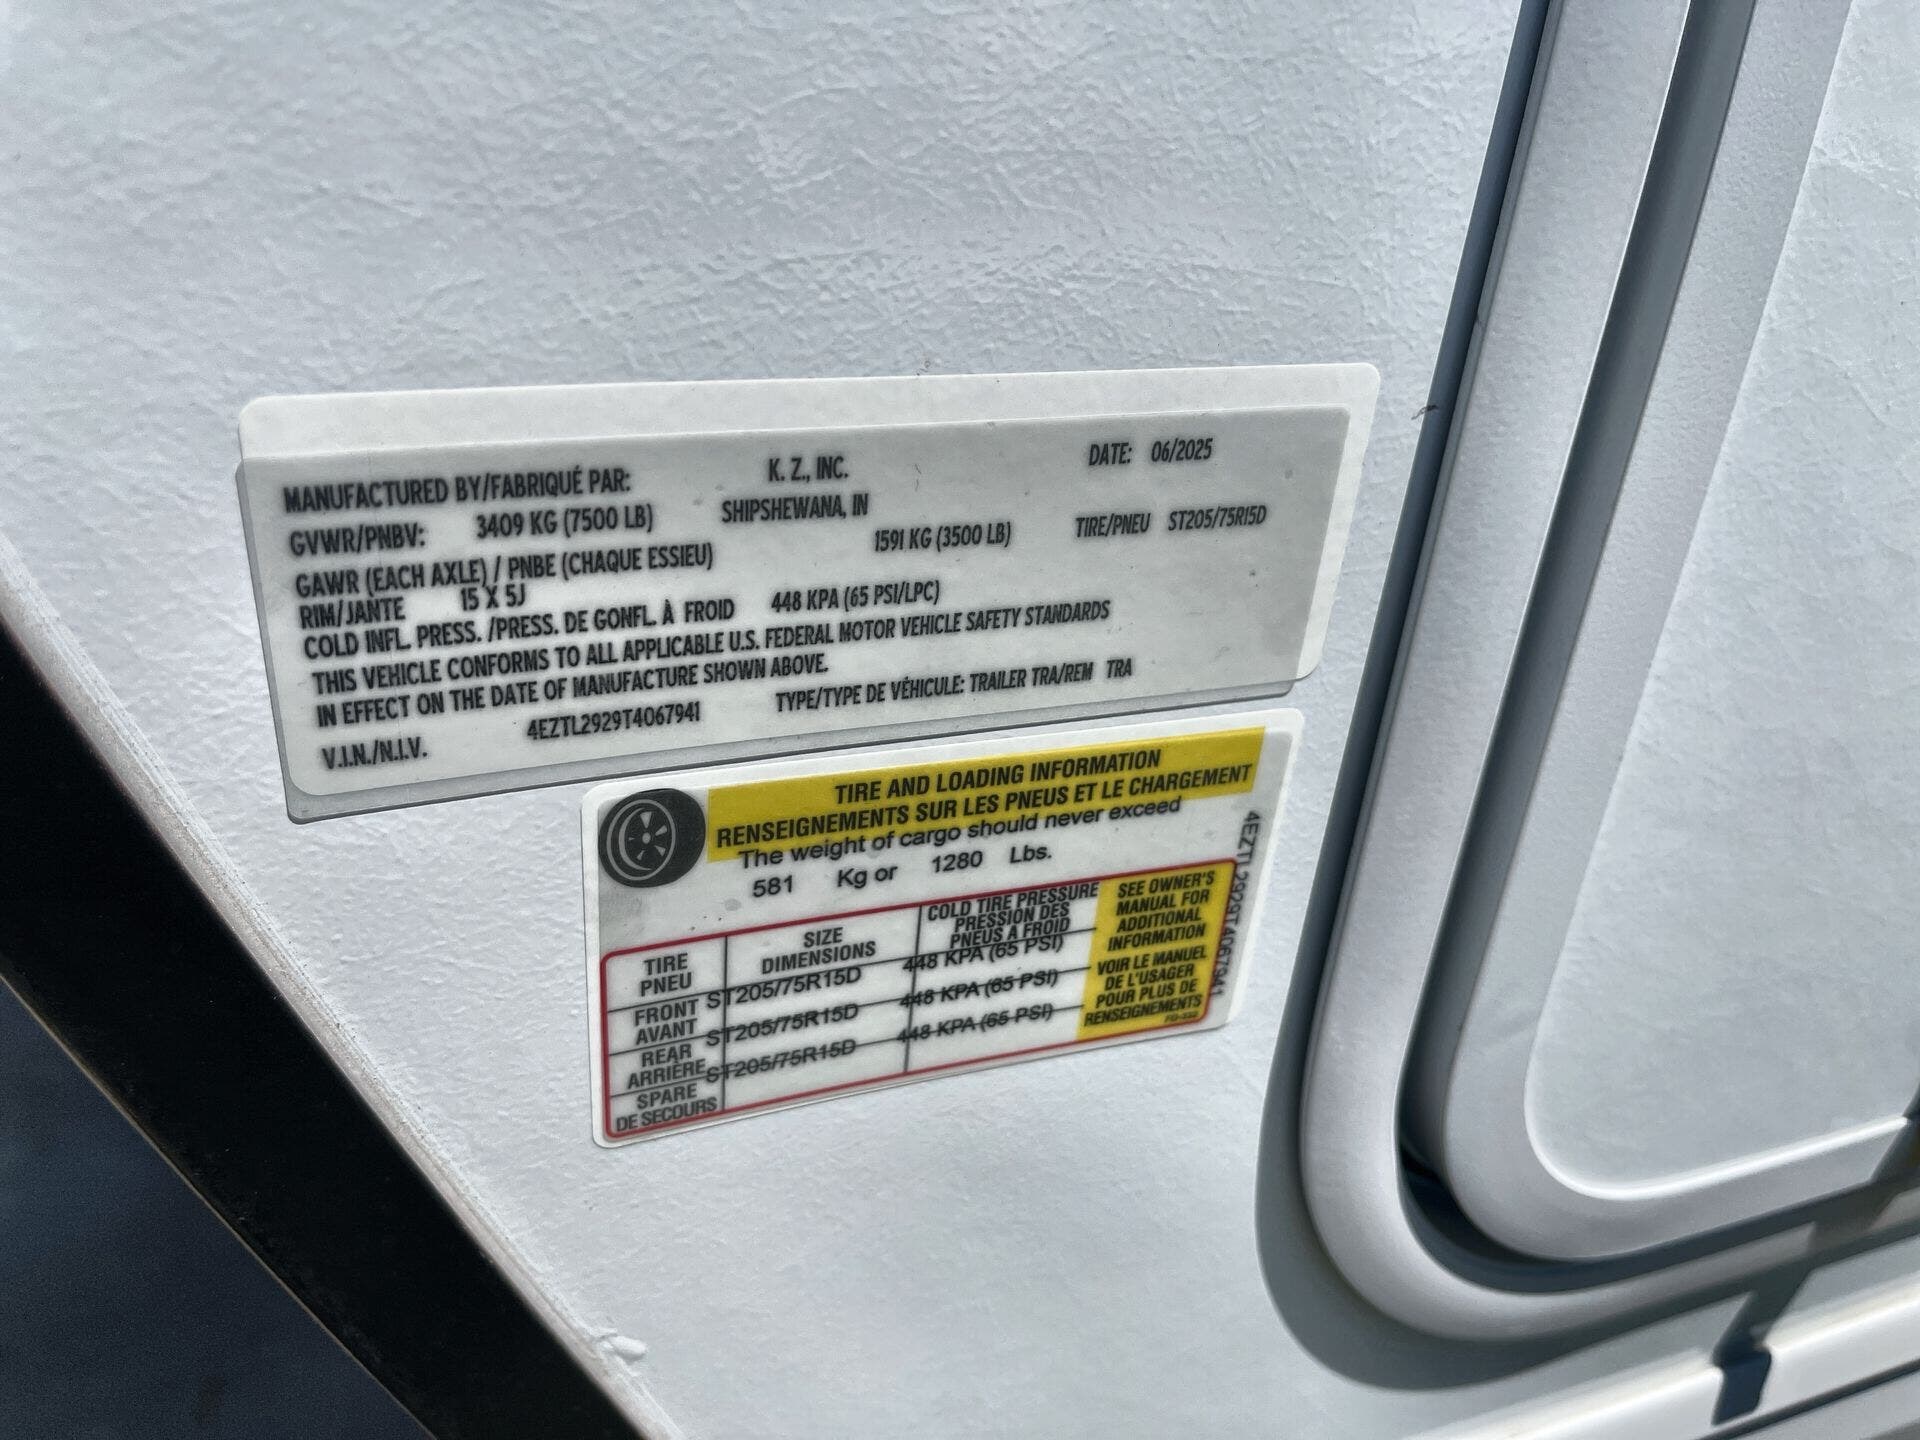 MANUFACTURED BY/FABRIQUÉ PAR: K. Z., INC. DATE: 06/2025
SHIPSHEWANA, IN
GVWR/PNBV: 3409 KG (7500 LB)
GAWR (EACH AXLE) / PNBE (CHAQUE ESSIEU) 1591 KG (3500 LB) TIRE/PNEU ST205/75R15D
RIM/JANTE 15 X 5J
COLD INFL. PRESS. /PRESS. DE GONFL. À FROID 448 KPA (65 PSI/LPC)
THIS VEHICLE CONFORMS TO ALL APPLICABLE U.S. FEDERAL MOTOR VEHICLE SAFETY STANDARDS
IN EFFECT ON THE DATE OF MANUFACTURE SHOWN ABOVE.
V.I.N./N.I.V. 4EZTL2929T4067941 TYPE/TYPE DE VÉHICULE: TRAILER TRA/REM TRA
TIRE AND LOADING INFORMATION
RENSEIGNEMENTS SUR LES PNEUS ET LE CHARGEMENT
The weight of cargo should never exceed
581 Kg or 1280 Lbs.
TIRE
PNEU
SIZE
DIMENSIONS
COLD TIRE PRESSURE
PRESSION DES
PNEUS A FROID
FRONT
AVANT
ST205/75R15D
448 KPA (65 PSI)
REAR
ARRIÈRE
ST205/75R15D
448 KPA (65 PSI)
SPARE
DE SECOURS
ST205/75R15D
448 KPA (65 PSI)
SEE OWNER'S
MANUAL FOR
ADDITIONAL
INFORMATION
VOIR LE MANUEL
DE L'USAGER
POUR PLUS DE
RENSEIGNEMENTS
4EZTL2929T4067941